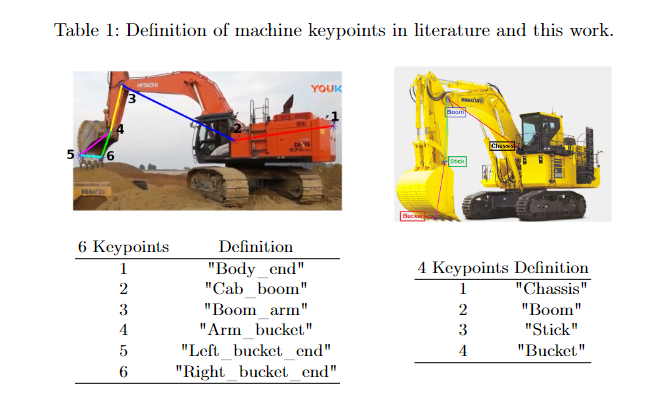 Table 1: Definition of machine keypoints in literature and this work.
HITACHI
YOUK
1
3
2
4
5
6
KOMATSU
Boom
Chassis
Stick
Bucket
6 Keypoints Definition
1 "Body_end"
2 "Cab_boom"
3 "Boom_arm"
4 "Arm_bucket"
5 "Left_bucket_end"
6 "Right_bucket_end"
4 Keypoints Definition
1 "Chassis"
2 "Boom"
3 "Stick"
4 "Bucket"